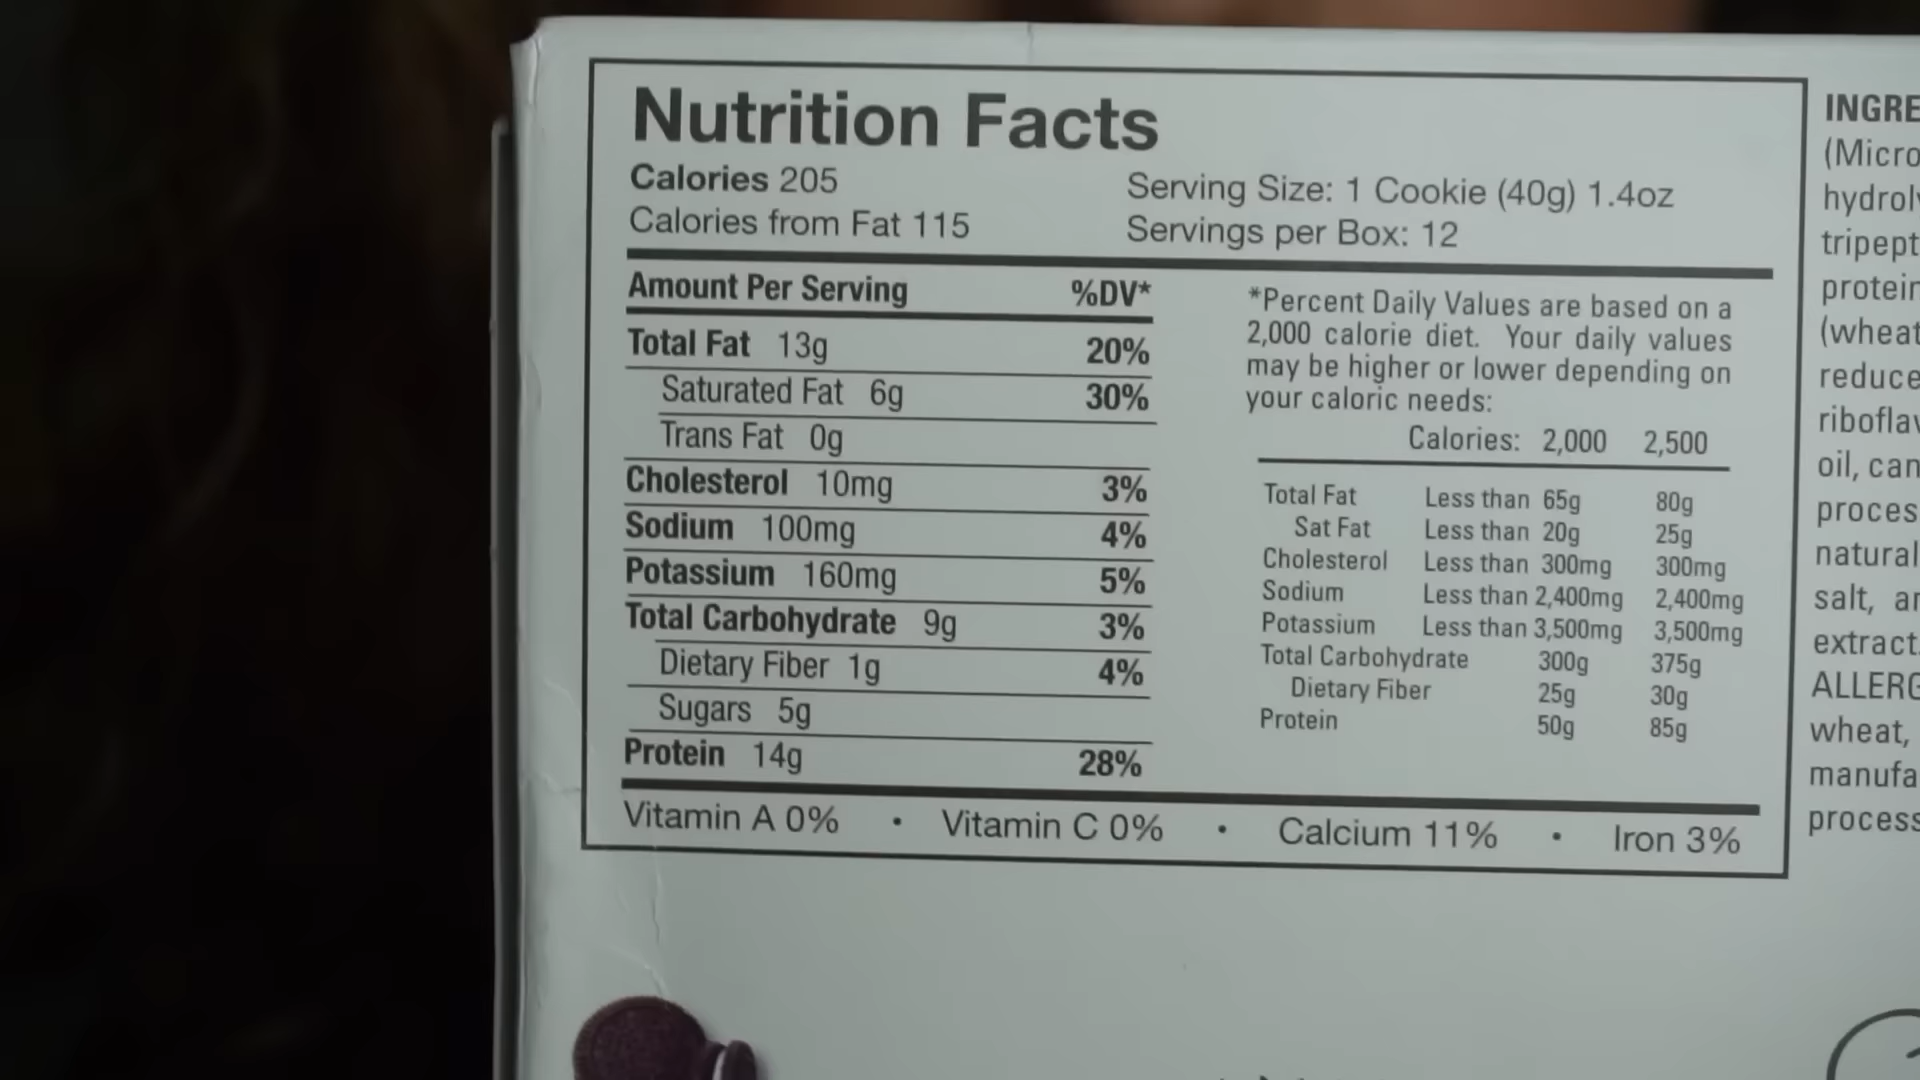 Nutrition Facts
Calories 205
Calories from Fat 115
Serving Size: 1 Cookie (40g) 1.4oz
Servings per Box: 12
Amount Per Serving %DV*
Total Fat 13g 20%
Saturated Fat 6g 30%
Trans Fat 0g
Cholesterol 10mg 3%
Sodium 100mg 4%
Potassium 160mg 5%
Total Carbohydrate 9g 3%
Dietary Fiber 1g 4%
Sugars 5g
Protein 14g 28%
*Percent Daily Values are based on a
2,000 calorie diet. Your daily values
may be higher or lower depending on
your caloric needs:
Calories: 2,000 2,500
Total Fat Less than 65g 80g
Sat Fat Less than 20g 25g
Cholesterol Less than 300mg 300mg
Sodium Less than 2,400mg 2,400mg
Potassium Less than 3,500mg 3,500mg
Total Carbohydrate 300g 375g
Dietary Fiber 25g 30g
Protein 50g 85g
Vitamin A 0% • Vitamin C 0% • Calcium 11% • Iron 3%
INGRE
(Micro
hydroly
tripept
protein
(wheat
reduce
riboflav
oil, can
proces
natural
salt, ar
extract.
ALLERG
wheat,
manufa
process